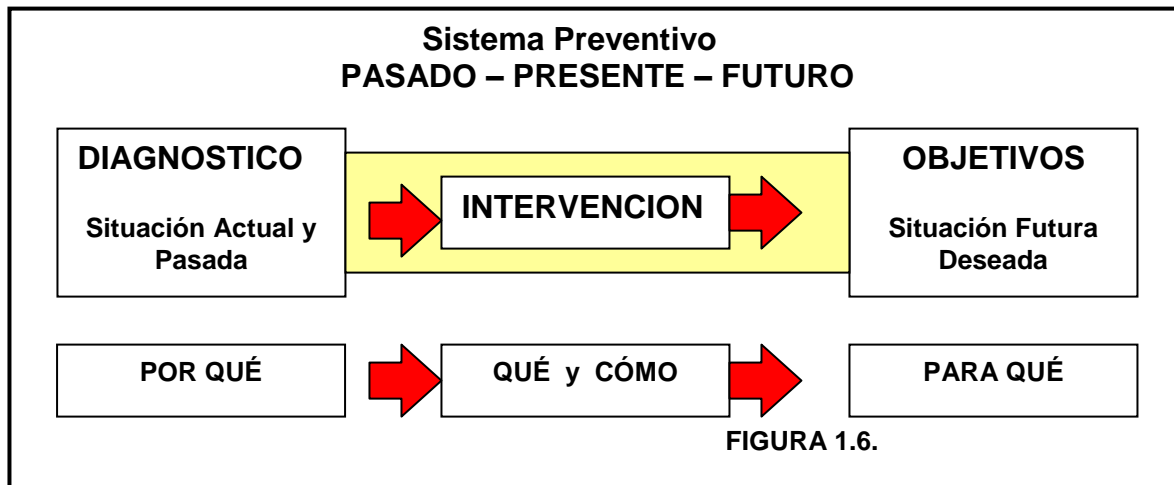 Sistema Preventivo
PASADO – PRESENTE – FUTURO
DIAGNOSTICO
Situación Actual y
Pasada
INTERVENCION
OBJETIVOS
Situación Futura
Deseada
POR QUÉ
QUÉ y CÓMO
PARA QUÉ
FIGURA 1.6.